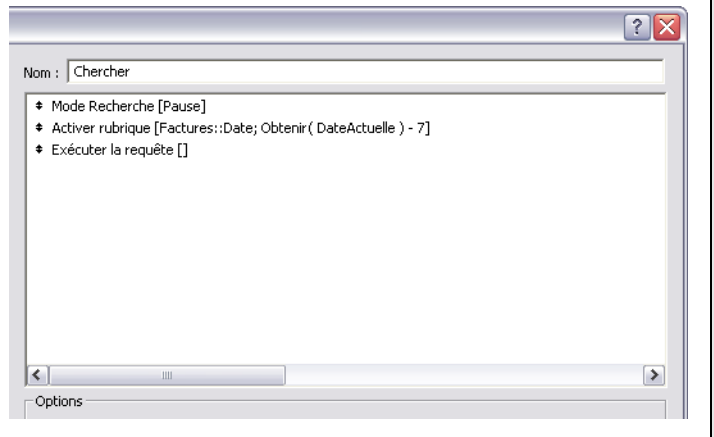 Nom : Chercher
Mode Recherche [Pause]
Activer rubrique [Factures::Date; Obtenir( DateActuelle ) - 7]
Exécuter la requête []
Options